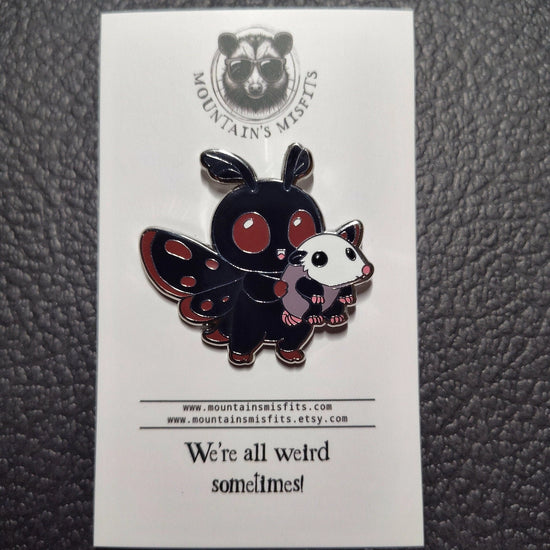 MOUNTAIN'S MISFITS
www.mountainsmisfits.com
www.mountainsmisfits.etsy.com
We're all weird
sometimes!